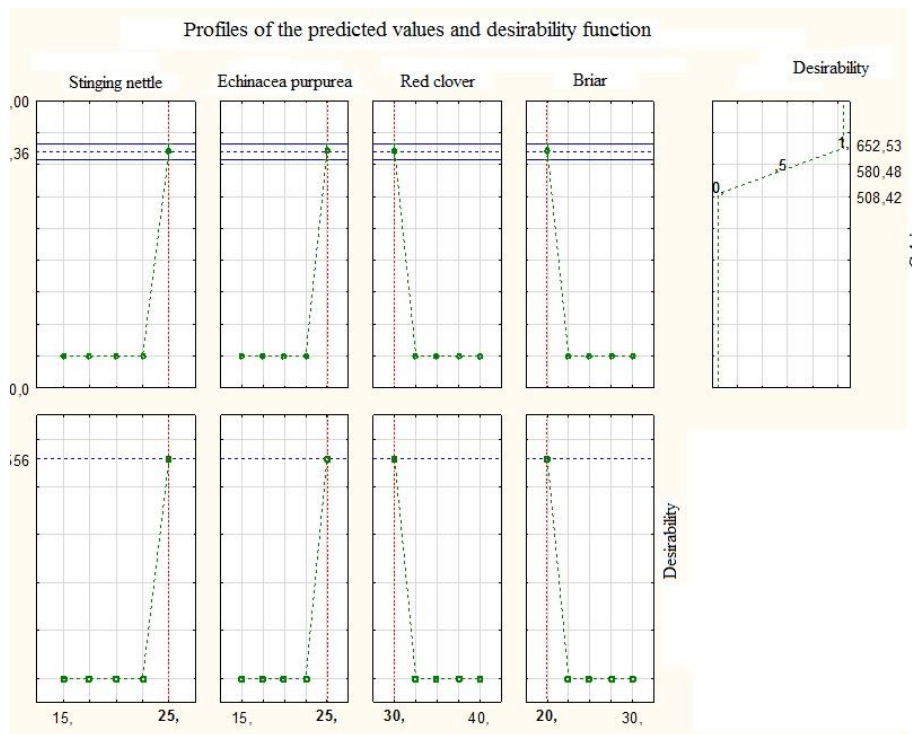 Profiles of the predicted values and desirability function
Stinging nettle Echinacea purpurea Red clover Briar Desirability
,00
,36
0,0
1, 652,53
,5 580,48
0, 508,42
56
Desirability
15, 25, 15, 25, 30, 40, 20, 30,